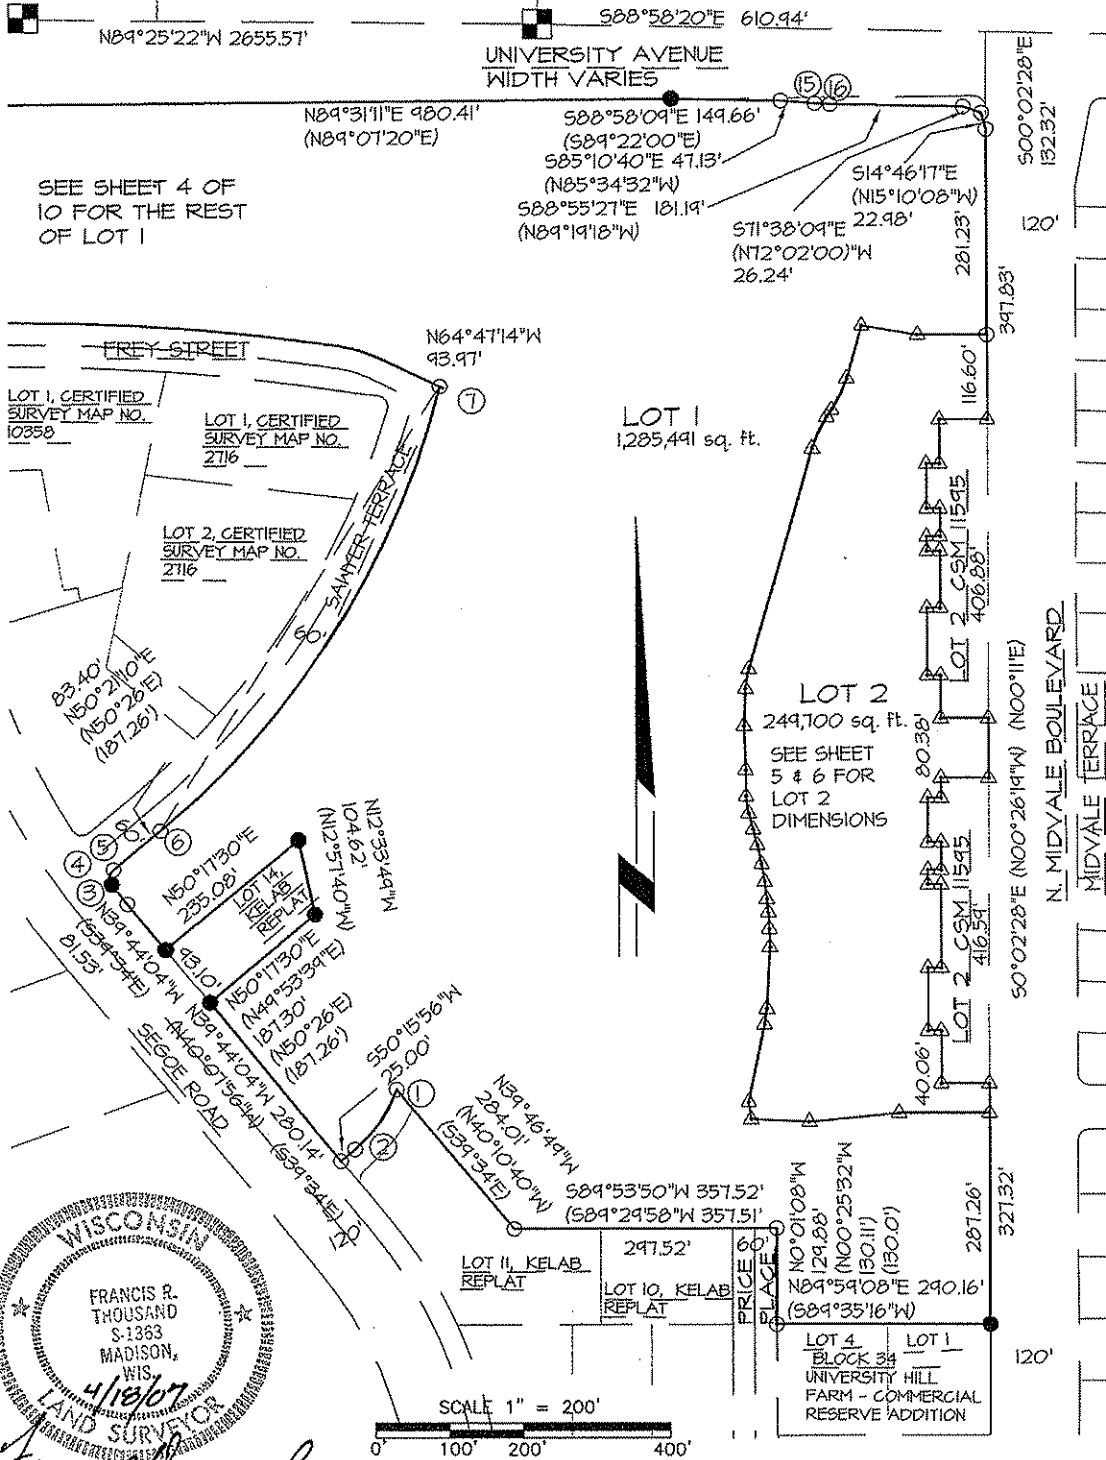 S88°58'20"E 610.94'
N89°25'22"W 2655.57'
UNIVERSITY AVENUE
WIDTH VARIES
S00°02'28"E
132.32'
15
16
N89°31'11"E 980.41'
(N89°07'20"E)
S88°58'09"E 149.66'
(S89°22'00"E)
S85°10'40"E 47.13'
(N85°34'32"W)
S88°55'27"E 181.19'
(N89°19'18"W)
S14°46'17"E
(N15°10'08"W)
22.98'
S71°38'09"E
(N72°02'00)"W
26.24'
SEE SHEET 4 OF
10 FOR THE REST
OF LOT 1
120'
281.23'
397.83'
116.60'
FREY STREET
N64°47'14"W
93.97'
7
LOT 1, CERTIFIED
SURVEY MAP NO.
10358
LOT 1, CERTIFIED
SURVEY MAP NO.
2716
LOT 2, CERTIFIED
SURVEY MAP NO.
2716
SAWYER TERRACE
60'
LOT 1
1,285,491 sq. ft.
LOT 2 CSM 11595
406.88'
LOT 2
249,700 sq. ft.
SEE SHEET
5 & 6 FOR
LOT 2
DIMENSIONS
80.38'
LOT 2 CSM 11595
416.59'
40.06'
S0°02'28"E (N00°26'19"W) (N00°11'E)
N. MIDVALE BOULEVARD
MIDVALE TERRACE
83.40'
N50°21'10"E
(N50°26'E)
(187.26')
60'
5
6
4
3
N50°17'30"E
235.08'
LOT 14,
KELAB
REPLAT
N12°33'49"W
104.62'
(N12°51'40"W)
N39°44'04"W
(S39°34'E)
81.53'
93.10'
N50°17'30"E
(N49°53'39"E)
187.30'
(N50°26'E)
(187.26')
SEGOE ROAD
N39°44'04"W 280.14'
(N40°07'56"W)
(S39°34'E)
120'
S50°15'56"W
25.00'
1
2
N39°46'49"W
284.01'
(N40°10'40"W)
(S39°34'E)
S89°53'50"W 357.52'
(S89°29'58"W 357.51'
297.52'
60'
PRICE
PLACE
N0°01'08"W
129.88'
(N00°25'32"W
130.11')
(130.0')
N89°59'08"E 290.16'
(S89°35'16"W)
287.26'
327.32'
LOT 11, KELAB
REPLAT
LOT 10, KELAB
REPLAT
LOT 4 LOT 1
BLOCK 34
UNIVERSITY HILL
FARM - COMMERCIAL
RESERVE ADDITION
120'
WISCONSIN
FRANCIS R.
THOUSAND
S-1363
MADISON,
WIS.
4/18/07
LAND SURVEYOR
SCALE 1" = 200'
0' 100' 200' 400'